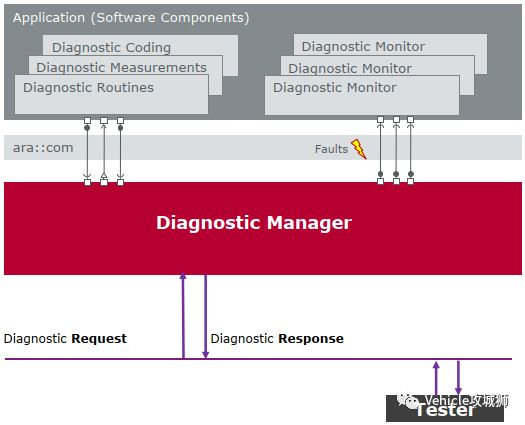 Application (Software Components)
Diagnostic Coding
Diagnostic Measurements
Diagnostic Routines
Diagnostic Monitor
Diagnostic Monitor
Diagnostic Monitor
ara::com
Faults
Diagnostic Manager
Diagnostic Request
Diagnostic Response
Vehicle攻城狮
Tester